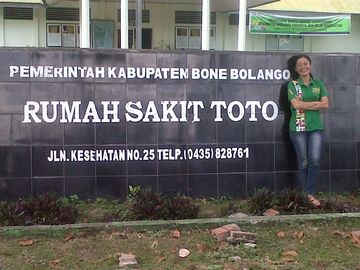 PEMERINTAH KABUPATEN BONE BOLANGO
RUMAH SAKIT TOTO
JLN. KESEHATAN NO.25 TELP. (0435) 828761